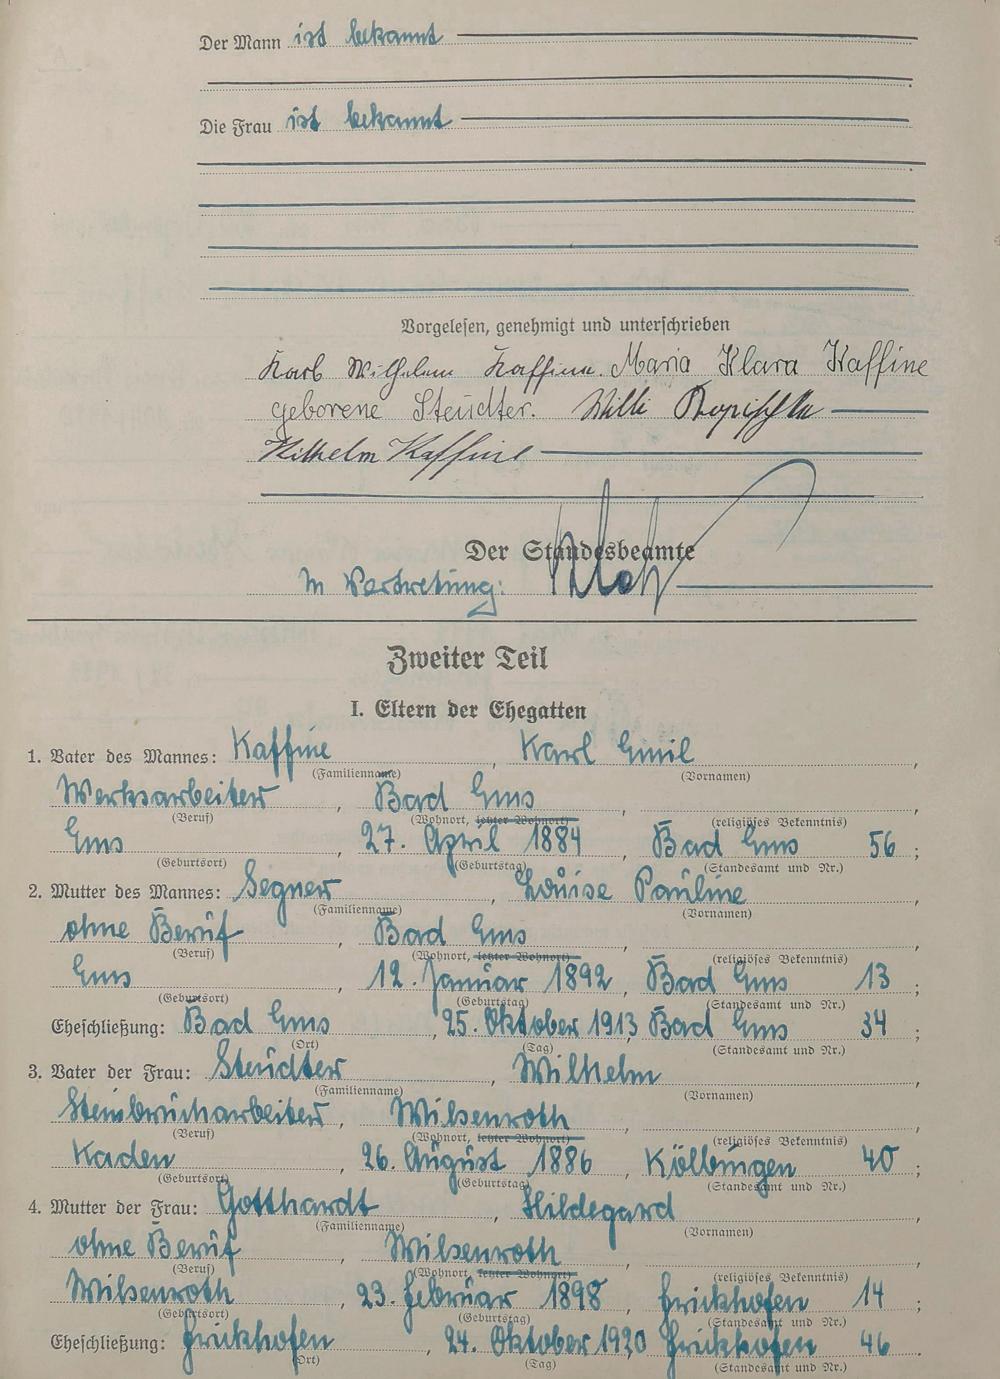 Der Mann ist bekannt
Die Frau ist bekannt
Vorgelesen, genehmigt und unterschrieben
Karl Wilhelm Kaffine. Maria Klara Kaffine
geborene Steudter. Willi
Wilhelm Kaffine
Der Standesbeamte
In Vertretung:
Zweiter Teil
I. Eltern der Ehegatten
1. Vater des Mannes: Kaffine, Karl Emil,
(Familienname) (Vornamen)
Werksarbeiter, Bad Ems,
(Beruf) (Wohnort, letzter Wohnort) (religiöses Bekenntnis)
Ems, 27. April 1884, Bad Ems 56;
(Geburtsort) (Geburtstag) (Standesamt und Nr.)
2. Mutter des Mannes: Segner, Louise Pauline,
(Familienname) (Vornamen)
ohne Beruf, Bad Ems,
(Beruf) (Wohnort, letzter Wohnort) (religiöses Bekenntnis)
Ems, 12. Januar 1892, Bad Ems 13;
(Geburtsort) (Geburtstag) (Standesamt und Nr.)
Eheschließung: Bad Ems, 25. Oktober 1913, Bad Ems 34;
(Ort) (Tag) (Standesamt und Nr.)
3. Vater der Frau: Steudter, Wilhelm,
(Familienname) (Vornamen)
Steinbrucharbeiter, Wilsenroth,
(Beruf) (Wohnort, letzter Wohnort) (religiöses Bekenntnis)
Kaden, 26. August 1886, Kölbingen 40;
(Geburtsort) (Geburtstag) (Standesamt und Nr.)
4. Mutter der Frau: Gotthardt, Hildegard,
(Familienname) (Vornamen)
ohne Beruf, Wilsenroth,
(Beruf) (Wohnort, letzter Wohnort) (religiöses Bekenntnis)
Wilsenroth, 23. Februar 1898, Frickhofen 14;
(Geburtsort) (Geburtstag) (Standesamt und Nr.)
Eheschließung: Frickhofen, 24. Oktober 1920, Frickhofen 46.
(Ort) (Tag) (Standesamt und Nr.)